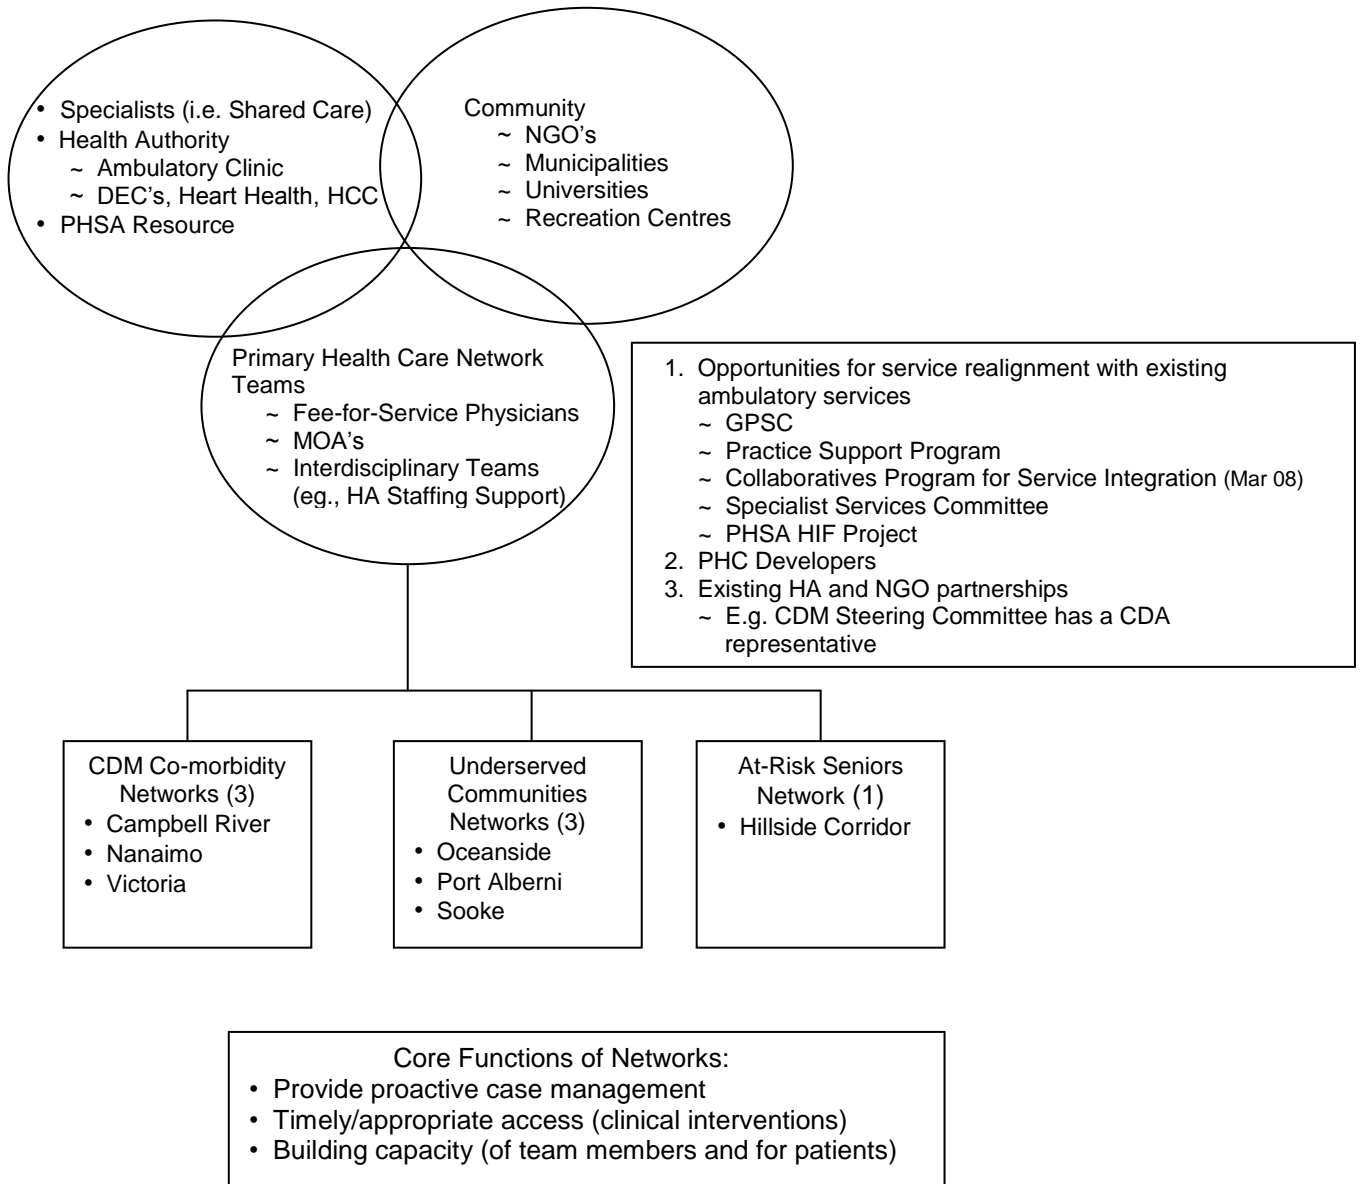 • Specialists (i.e. Shared Care)
• Health Authority
~ Ambulatory Clinic
~ DEC's, Heart Health, HCC
• PHSA Resource
Community
~ NGO's
~ Municipalities
~ Universities
~ Recreation Centres
Primary Health Care Network
Teams
~ Fee-for-Service Physicians
~ MOA's
~ Interdisciplinary Teams
(eg., HA Staffing Support)
1. Opportunities for service realignment with existing
ambulatory services
~ GPSC
~ Practice Support Program
~ Collaboratives Program for Service Integration (Mar 08)
~ Specialist Services Committee
~ PHSA HIF Project
2. PHC Developers
3. Existing HA and NGO partnerships
~ E.g. CDM Steering Committee has a CDA
representative
CDM Co-morbidity
Networks (3)
• Campbell River
• Nanaimo
• Victoria
Underserved
Communities
Networks (3)
• Oceanside
• Port Alberni
• Sooke
At-Risk Seniors
Network (1)
• Hillside Corridor
Core Functions of Networks:
• Provide proactive case management
• Timely/appropriate access (clinical interventions)
• Building capacity (of team members and for patients)